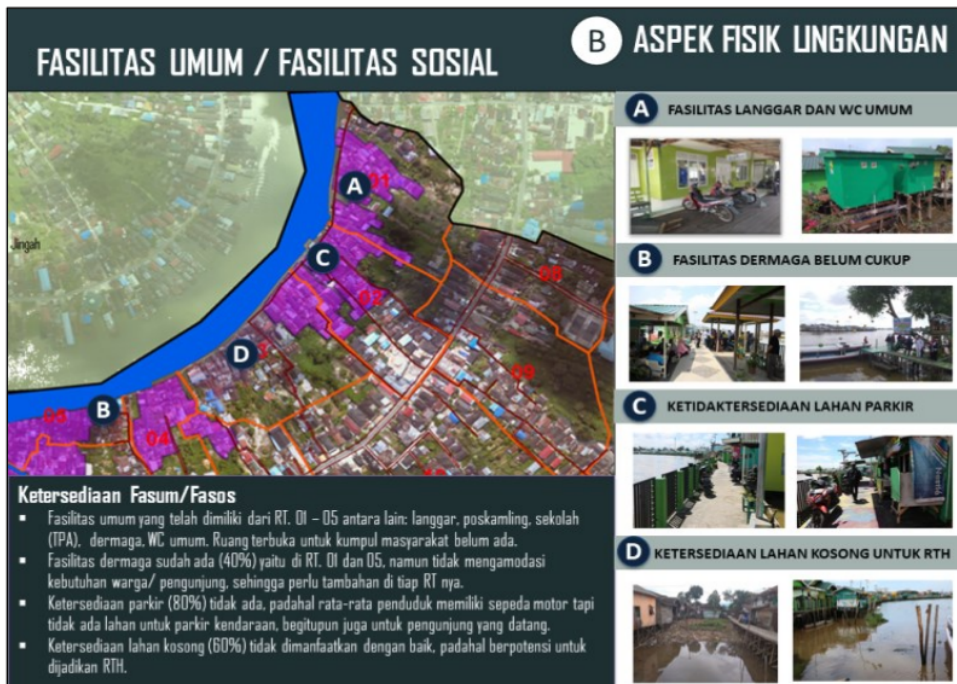 FASILITAS UMUM / FASILITAS SOSIAL
B ASPEK FISIK LINGKUNGAN
A FASILITAS LANGGAR DAN WC UMUM
B FASILITAS DERMAGA BELUM CUKUP
C KETIDAKTERSEDIAAN LAHAN PARKIR
D KETERSEDIAAN LAHAN KOSONG UNTUK RTH
Jingah
A
01
C
02
08
D
09
B
05
04
Ketersediaan Fasum/Fasos
▪ Fasilitas umum yang telah dimiliki dari RT. 01 – 05 antara lain: langgar, poskamling, sekolah
(TPA), dermaga, WC umum. Ruang terbuka untuk kumpul masyarakat belum ada.
▪ Fasilitas dermaga sudah ada (40%) yaitu di RT. 01 dan 05, namun tidak mengamodasi
kebutuhan warga/ pengunjung, sehingga perlu tambahan di tiap RT nya.
▪ Ketersediaan parkir (80%) tidak ada, padahal rata-rata penduduk memiliki sepeda motor tapi
tidak ada lahan untuk parkir kendaraan, begitupun juga untuk pengunjung yang datang.
▪ Ketersediaan lahan kosong (60%) tidak dimanfaatkan dengan baik, padahal berpotensi untuk
dijadikan RTH.